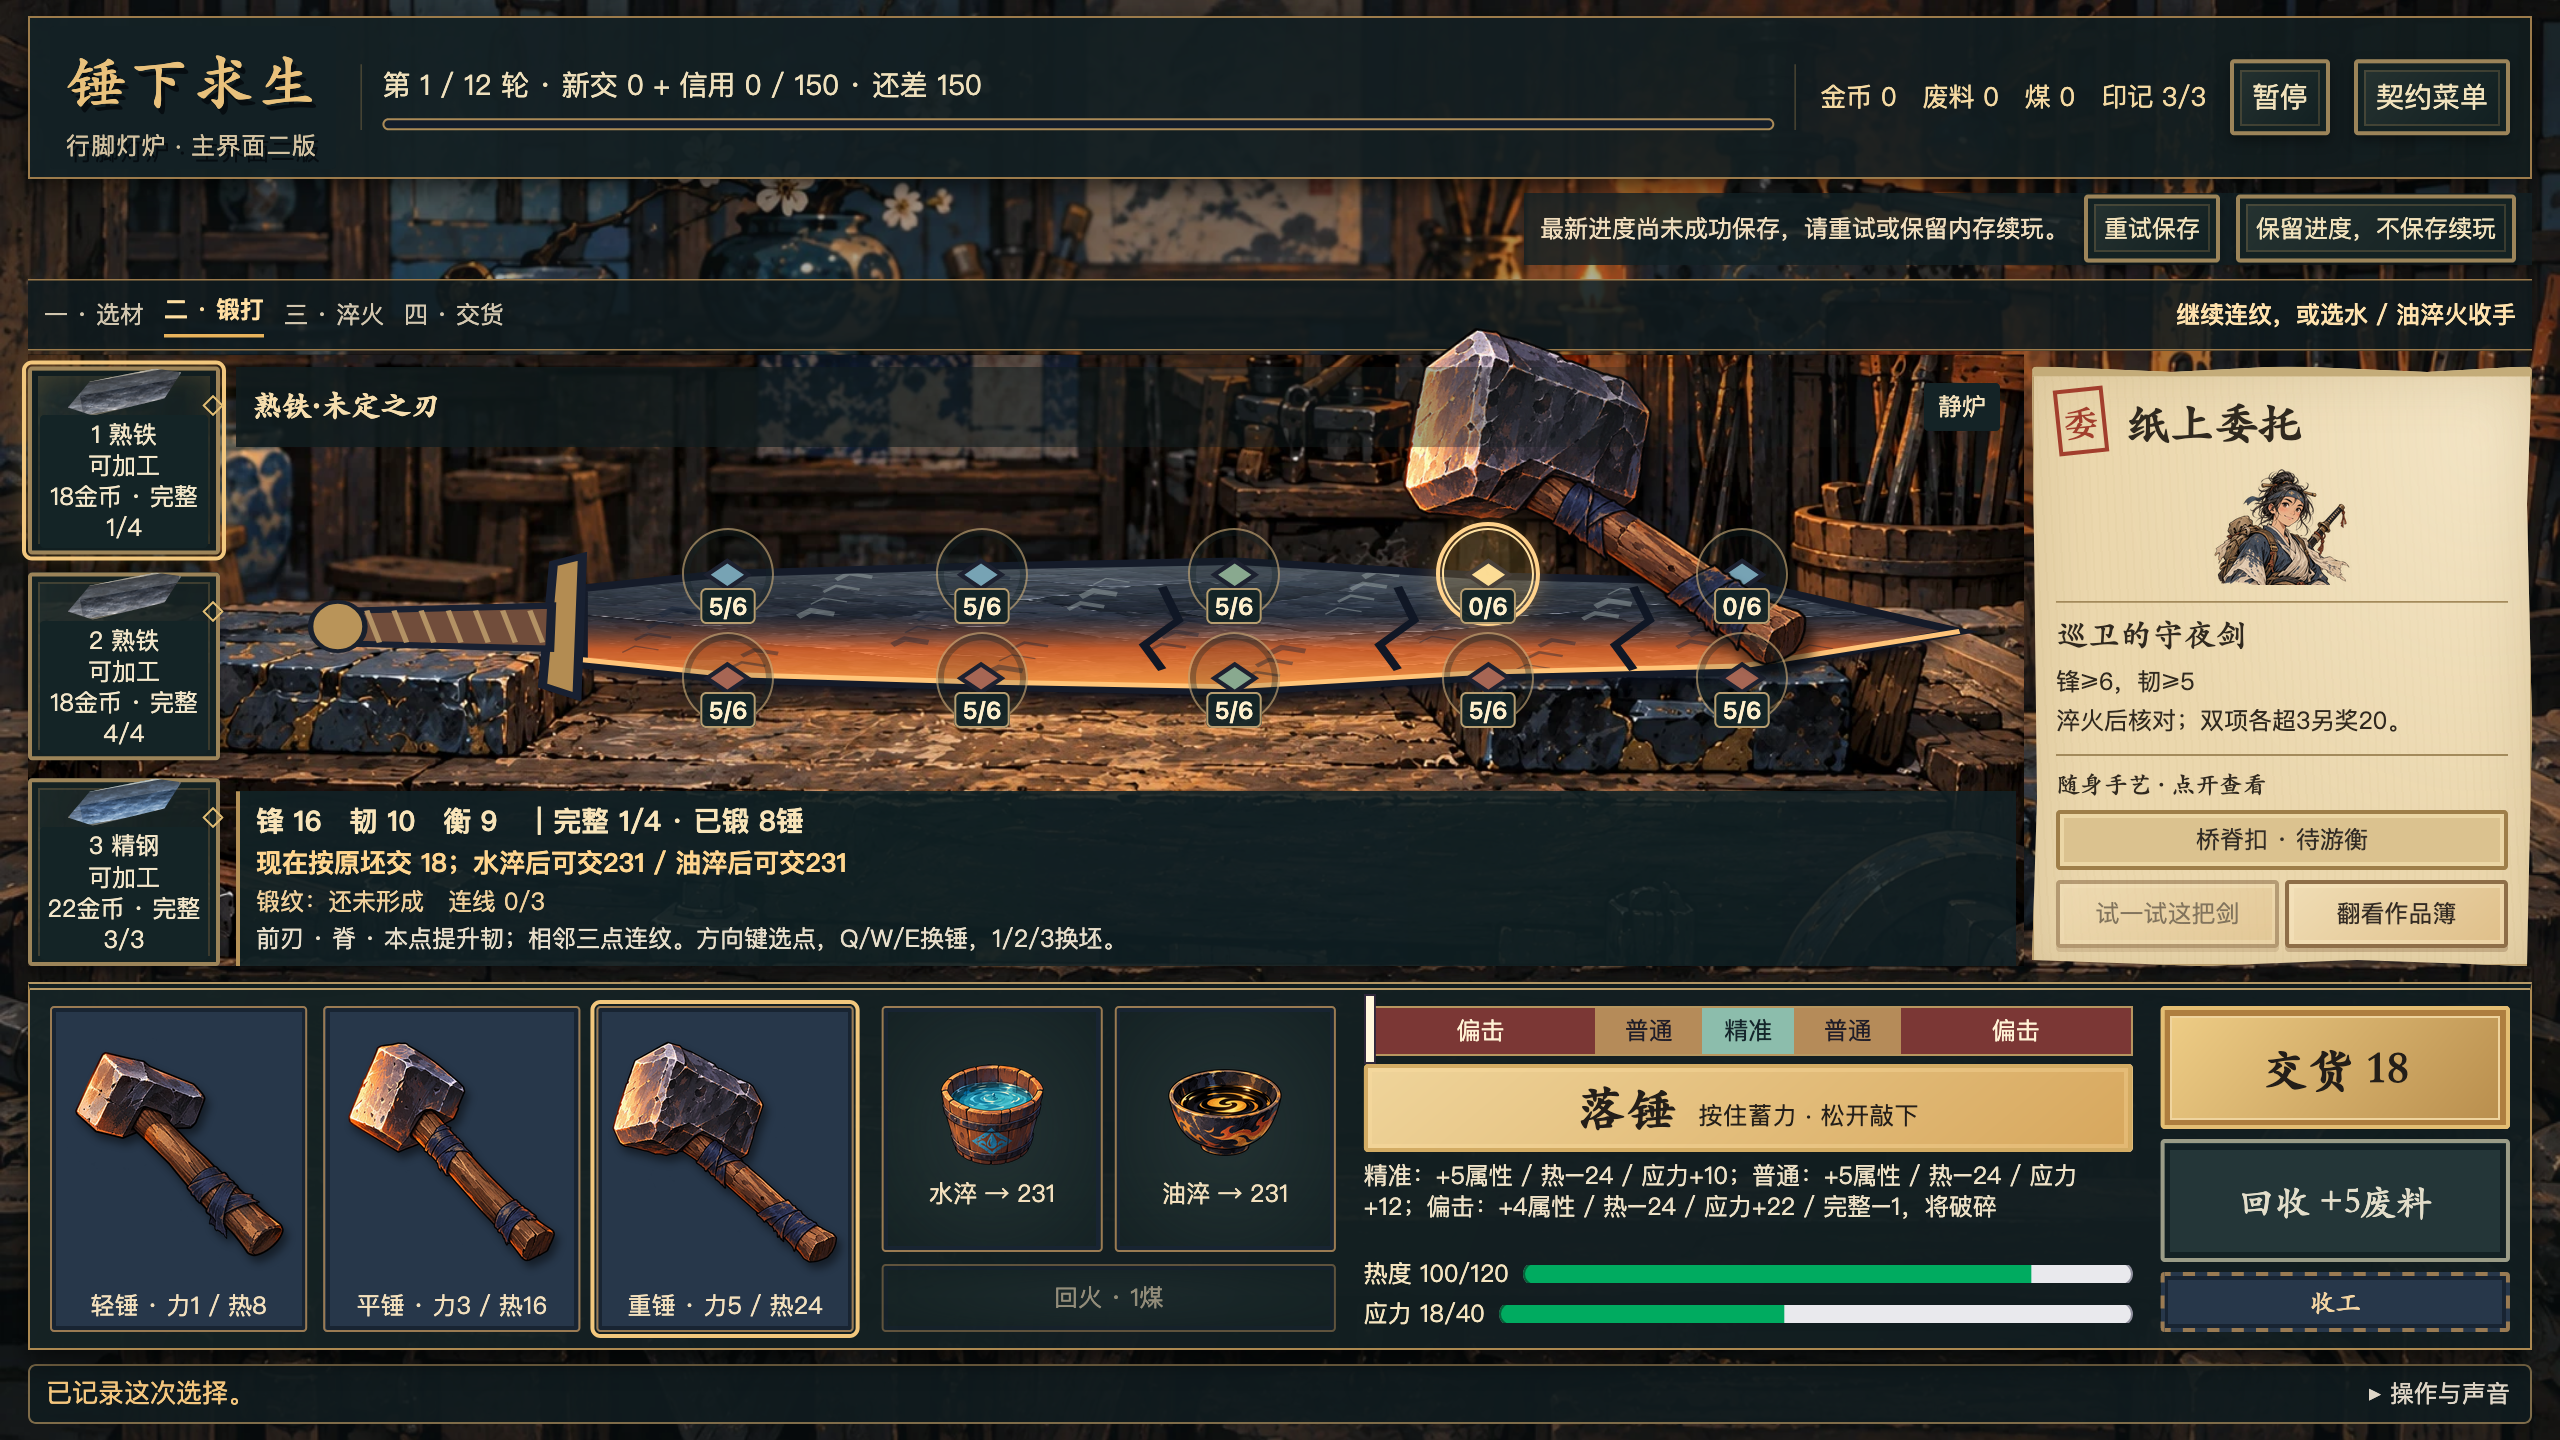 锤下求生
行脚灯炉 · 主界面二版
第 1 / 12 轮 · 新交 0 + 信用 0 / 150 · 还差 150
金币 0 废料 0 煤 0 印记 3/3
暂停
契约菜单
最新进度尚未成功保存，请重试或保留内存续玩。
重试保存
保留进度，不保存续玩
一 · 选材 二 · 锻打 三 · 淬火 四 · 交货
继续连纹，或选水 / 油淬火收手
1 熟铁
可加工
18金币 · 完整
1/4
2 熟铁
可加工
18金币 · 完整
4/4
3 精钢
可加工
22金币 · 完整
3/3
熟铁·未定之刃
静炉
5/6 5/6 5/6 0/6 0/6
5/6 5/6 5/6 5/6 5/6
锋 16 韧 10 衡 9 | 完整 1/4 · 已锻 8锤
现在按原坯交 18；水淬后可交231 / 油淬后可交231
锻纹：还未形成 连线 0/3
前刃 · 脊 · 本点提升韧；相邻三点连纹。方向键选点，Q/W/E换锤，1/2/3换坯。
委
纸上委托
巡卫的守夜剑
锋≥6，韧≥5
淬火后核对；双项各超3另奖20。
随身手艺 · 点开查看
桥脊扣 · 待游衡
试一试这把剑
翻看作品簿
轻锤 · 力1 / 热8
平锤 · 力3 / 热16
重锤 · 力5 / 热24
水淬 → 231
油淬 → 231
回火 · 1煤
偏击 普通 精准 普通 偏击
落锤 按住蓄力 · 松开敲下
精准：+5属性 / 热−24 / 应力+10；普通：+5属性 / 热−24 / 应力
+12；偏击：+4属性 / 热−24 / 应力+22 / 完整−1，将破碎
热度 100/120
应力 18/40
交货 18
回收 +5废料
收工
已记录这次选择。
▸ 操作与声音